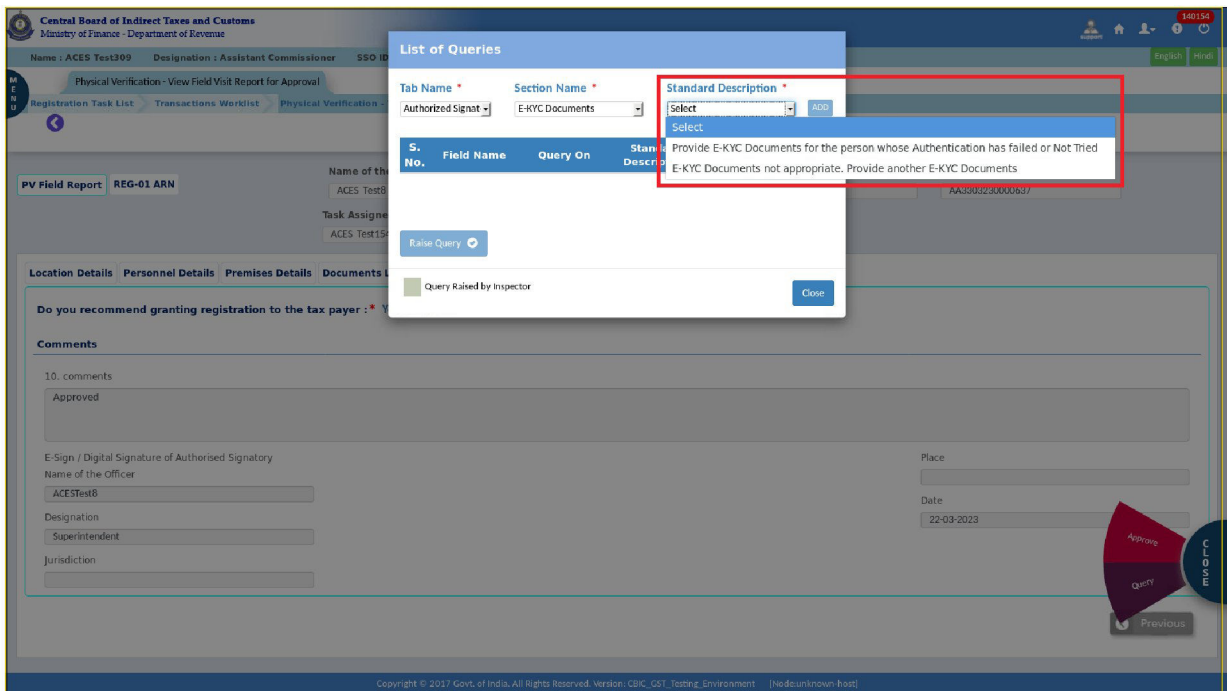 Central Board of Indirect Taxes and Customs
Ministry of Finance - Department of Revenue
140154
SUPPORT
Name : ACES Test309 Designation : Assistant Commissioner SSO ID
English Hindi
MENU
Physical Verification - View Field Visit Report for Approval
Registration Task List Transactions Worklist Physical Verification -
PV Field Report REG-01 ARN
Name of the
ACES Test8
AA3303230000637
Task Assigne
ACES Test154
List of Queries
Tab Name * Section Name * Standard Description *
Authorized Signat E-KYC Documents Select ADD
Select
Provide E-KYC Documents for the person whose Authentication has failed or Not Tried
E-KYC Documents not appropriate. Provide another E-KYC Documents
S. No. Field Name Query On Standa Descrip
Raise Query
Query Raised by Inspector
Close
Location Details Personnel Details Premises Details Documents L
Do you recommend granting registration to the tax payer : * Y
Comments
10. comments
Approved
E-Sign / Digital Signature of Authorised Signatory
Place
Name of the Officer
ACESTest8
Date
Designation
22-03-2023
Superintendent
Jurisdiction
Approve
Query
CLOSE
Previous
Copyright © 2017 Govt. of India. All Rights Reserved. Version: CBIC_GST_Testing_Environment [Node:unknown-host]